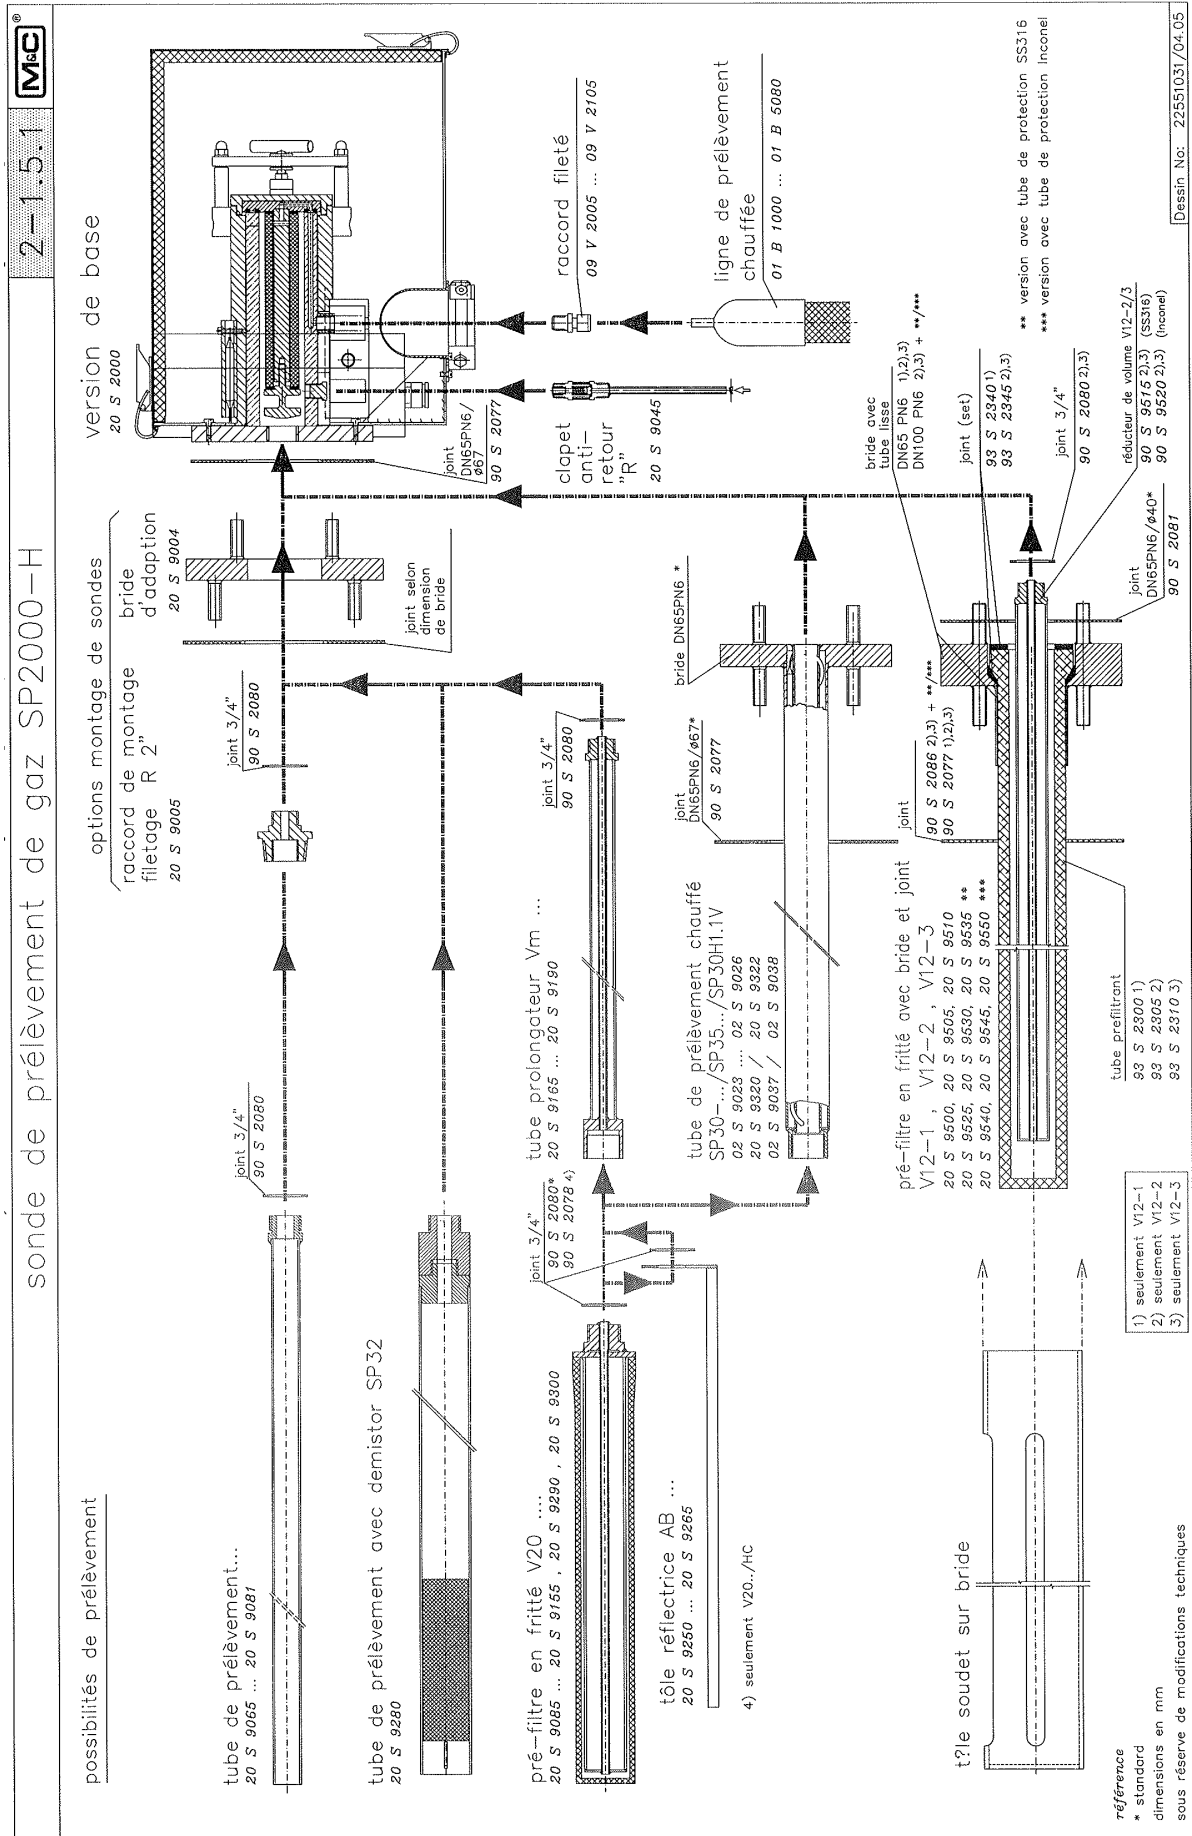 sonde de prélèvement de gaz SP2000-H
2-1.5.1
M&C®
possibilités de prélèvement
options montage de sondes
raccord de montage
filetage R 2"
20 S 9005
bride
d'adaption
20 S 9004
version de base
20 S 2000
tube de prélèvement...
20 S 9065 ... 20 S 9081
joint 3/4"
90 S 2080
joint 3/4"
90 S 2080
joint selon
dimension
de bride
joint
DN65PN6/
ø67
90 S 2077
tube de prélèvement avec demistor SP32
20 S 9280
pré-filtre en fritté V20 ....
20 S 9085 ... 20 S 9155 , 20 S 9290 , 20 S 9300
joint 3/4"
90 S 2080*
90 S 2078 4)
tube prolongateur Vm ...
20 S 9165 ... 20 S 9190
joint 3/4"
90 S 2080
clapet
anti-
retour
"R"
20 S 9045
raccord fileté
09 V 2005 ... 09 V 2105
ligne de prélèvement
chauffée
01 B 1000 ... 01 B 5080
tôle réflectrice AB ...
20 S 9250 ... 20 S 9265
4) seulement V20../HC
tube de prélèvement chauffé
SP30-.../SP35.../SP30H1.1V
02 S 9023 ... 02 S 9026
20 S 9320 / 20 S 9322
02 S 9037 / 02 S 9038
joint
DN65PN6/ø67*
90 S 2077
bride DN65PN6 *
pré-filtre en fritté avec bride et joint
V12-1 , V12-2 , V12-3
20 S 9500, 20 S 9505, 20 S 9510
20 S 9525, 20 S 9530, 20 S 9535 **
20 S 9540, 20 S 9545, 20 S 9550 ***
joint
90 S 2086 2),3) + **/***
90 S 2077 1),2),3)
bride avec
tube lisse
DN65 PN6 1),2),3)
DN100 PN6 2),3) + **/***
joint (set)
93 S 2340 1)
93 S 2345 2),3)
joint 3/4"
90 S 2080 2),3)
réducteur de volume V12-2/3
90 S 9515 2),3) (SS316)
90 S 9520 2),3) (Inconel)
joint
DN65PN6/ø40*
90 S 2081
** version avec tube de protection SS316
*** version avec tube de protection Inconel
tube prefiltrant
93 S 2300 1)
93 S 2305 2)
93 S 2310 3)
t?le soudet sur bride
1) seulement V12-1
2) seulement V12-2
3) seulement V12-3
référence
* standard
dimensions en mm
sous réserve de modifications techniques
Dessin No: 22551031/04.05